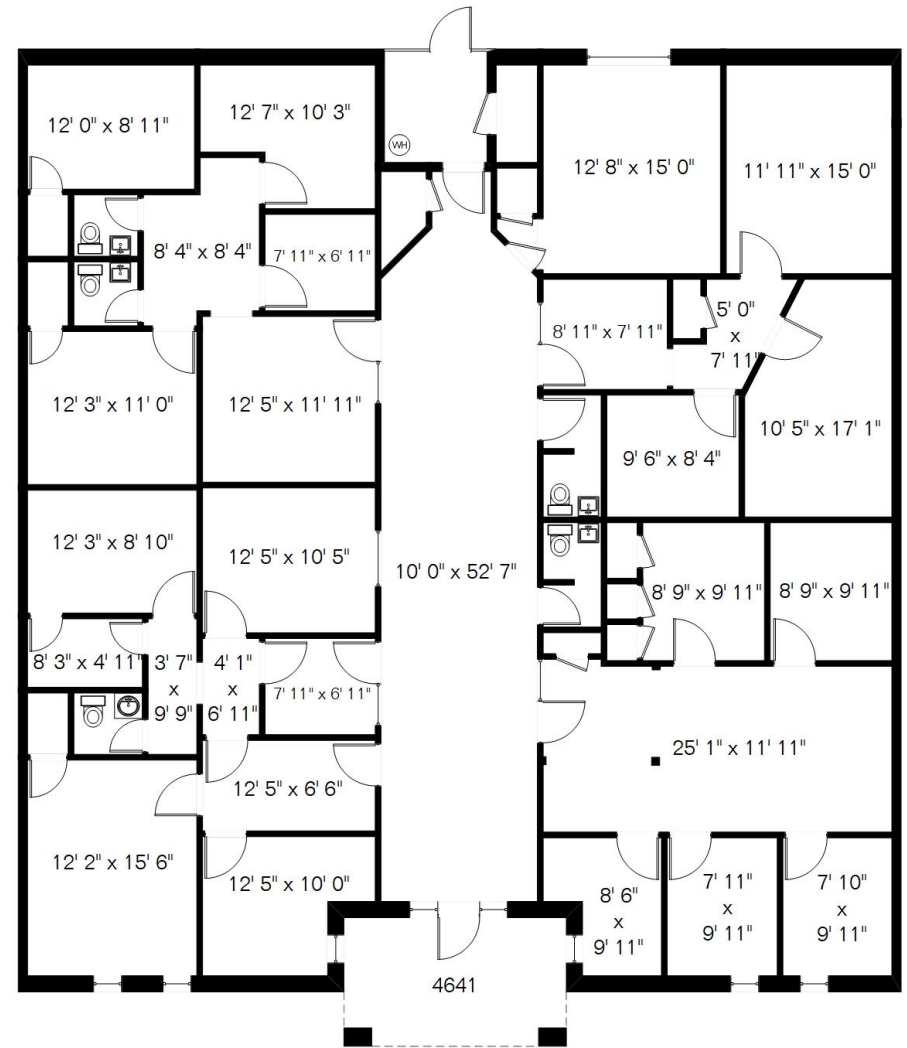 12' 0" x 8' 11"
12' 7" x 10' 3"
WH
12' 8" x 15' 0"
11' 11" x 15' 0"
8' 4" x 8' 4"
7' 11" x 6' 11"
8' 11" x 7' 11"
5' 0"
x
7' 11"
12' 3" x 11' 0"
12' 5" x 11' 11"
9' 6" x 8' 4"
10' 5" x 17' 1"
12' 3" x 8' 10"
12' 5" x 10' 5"
10' 0" x 52' 7"
8' 9" x 9' 11"
8' 9" x 9' 11"
8' 3" x 4' 11"
3' 7"
x
9' 9"
4' 1"
x
6' 11"
7' 11" x 6' 11"
25' 1" x 11' 11"
12' 5" x 6' 6"
12' 2" x 15' 6"
12' 5" x 10' 0"
8' 6"
x
9' 11"
7' 11"
x
9' 11"
7' 10"
x
9' 11"
4641